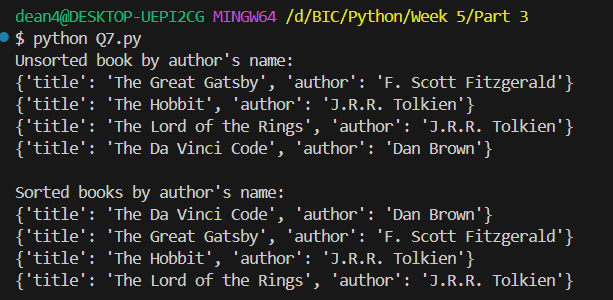 dean4@DESKTOP-UEPI2CG MINGW64 /d/BIC/Python/Week 5/Part 3
$ python Q7.py
Unsorted book by author's name:
{'title': 'The Great Gatsby', 'author': 'F. Scott Fitzgerald'}
{'title': 'The Hobbit', 'author': 'J.R.R. Tolkien'}
{'title': 'The Lord of the Rings', 'author': 'J.R.R. Tolkien'}
{'title': 'The Da Vinci Code', 'author': 'Dan Brown'}

Sorted books by author's name:
{'title': 'The Da Vinci Code', 'author': 'Dan Brown'}
{'title': 'The Great Gatsby', 'author': 'F. Scott Fitzgerald'}
{'title': 'The Hobbit', 'author': 'J.R.R. Tolkien'}
{'title': 'The Lord of the Rings', 'author': 'J.R.R. Tolkien'}